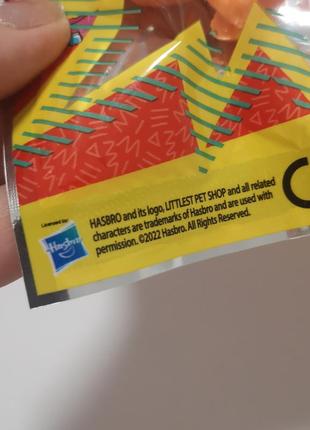 Licensed by:
Hasbro
HASBRO and its logo, LITTLEST PET SHOP and all related
characters are trademarks of Hasbro and are used with
permission. ©2022 Hasbro. All Rights Reserved.